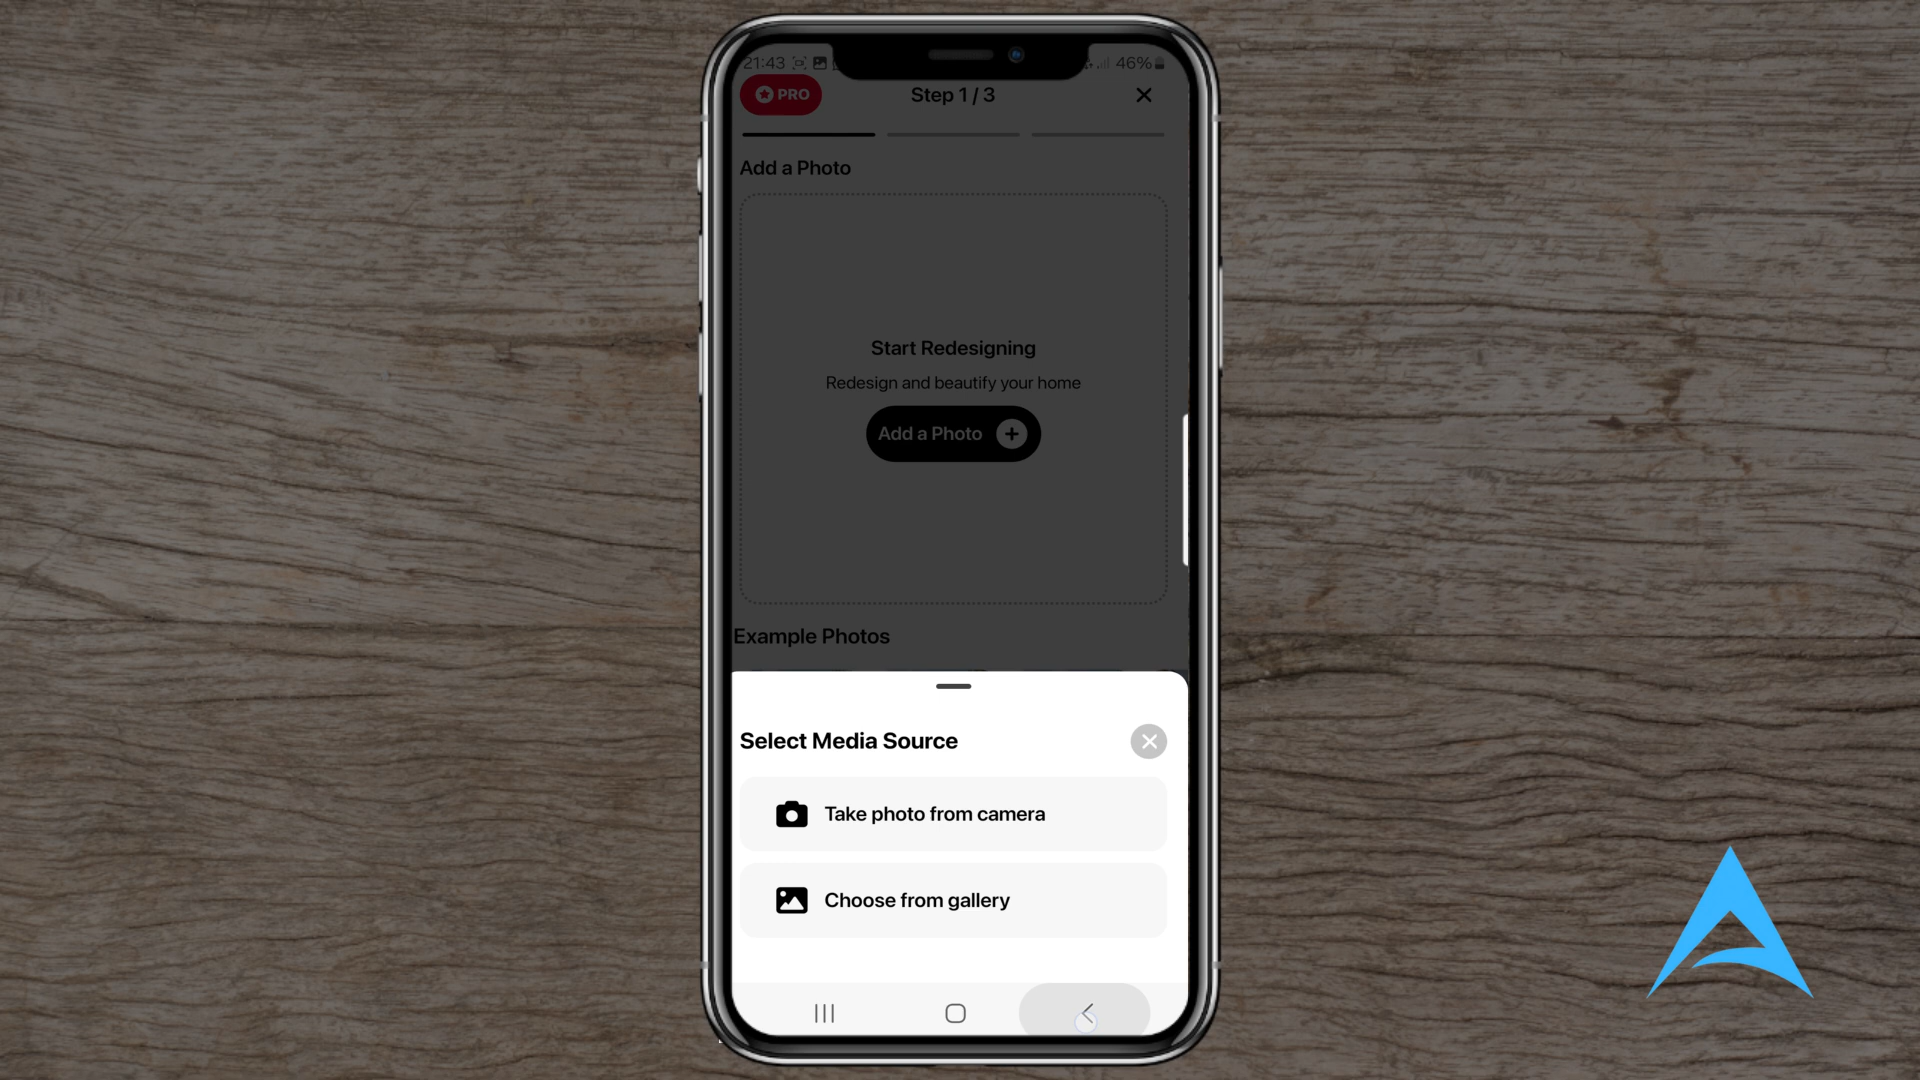 21:43
46%
PRO
Step 1 / 3
Add a Photo
Start Redesigning
Redesign and beautify your home
Add a Photo
Example Photos
Select Media Source
Take photo from camera
Choose from gallery